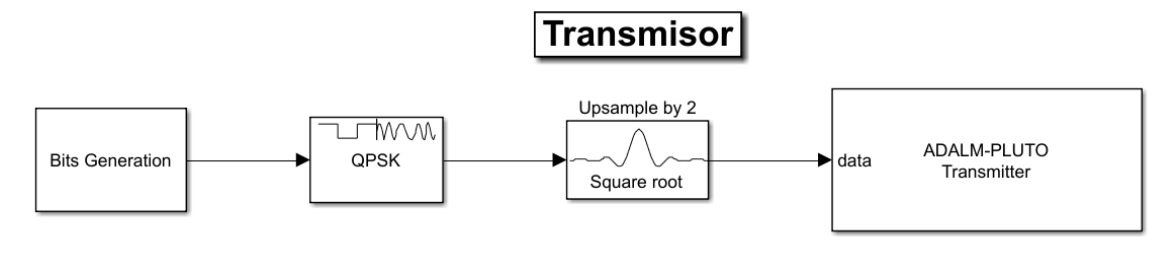 Transmisor
Bits Generation
QPSK
Upsample by 2
Square root
data
ADALM-PLUTO
Transmitter